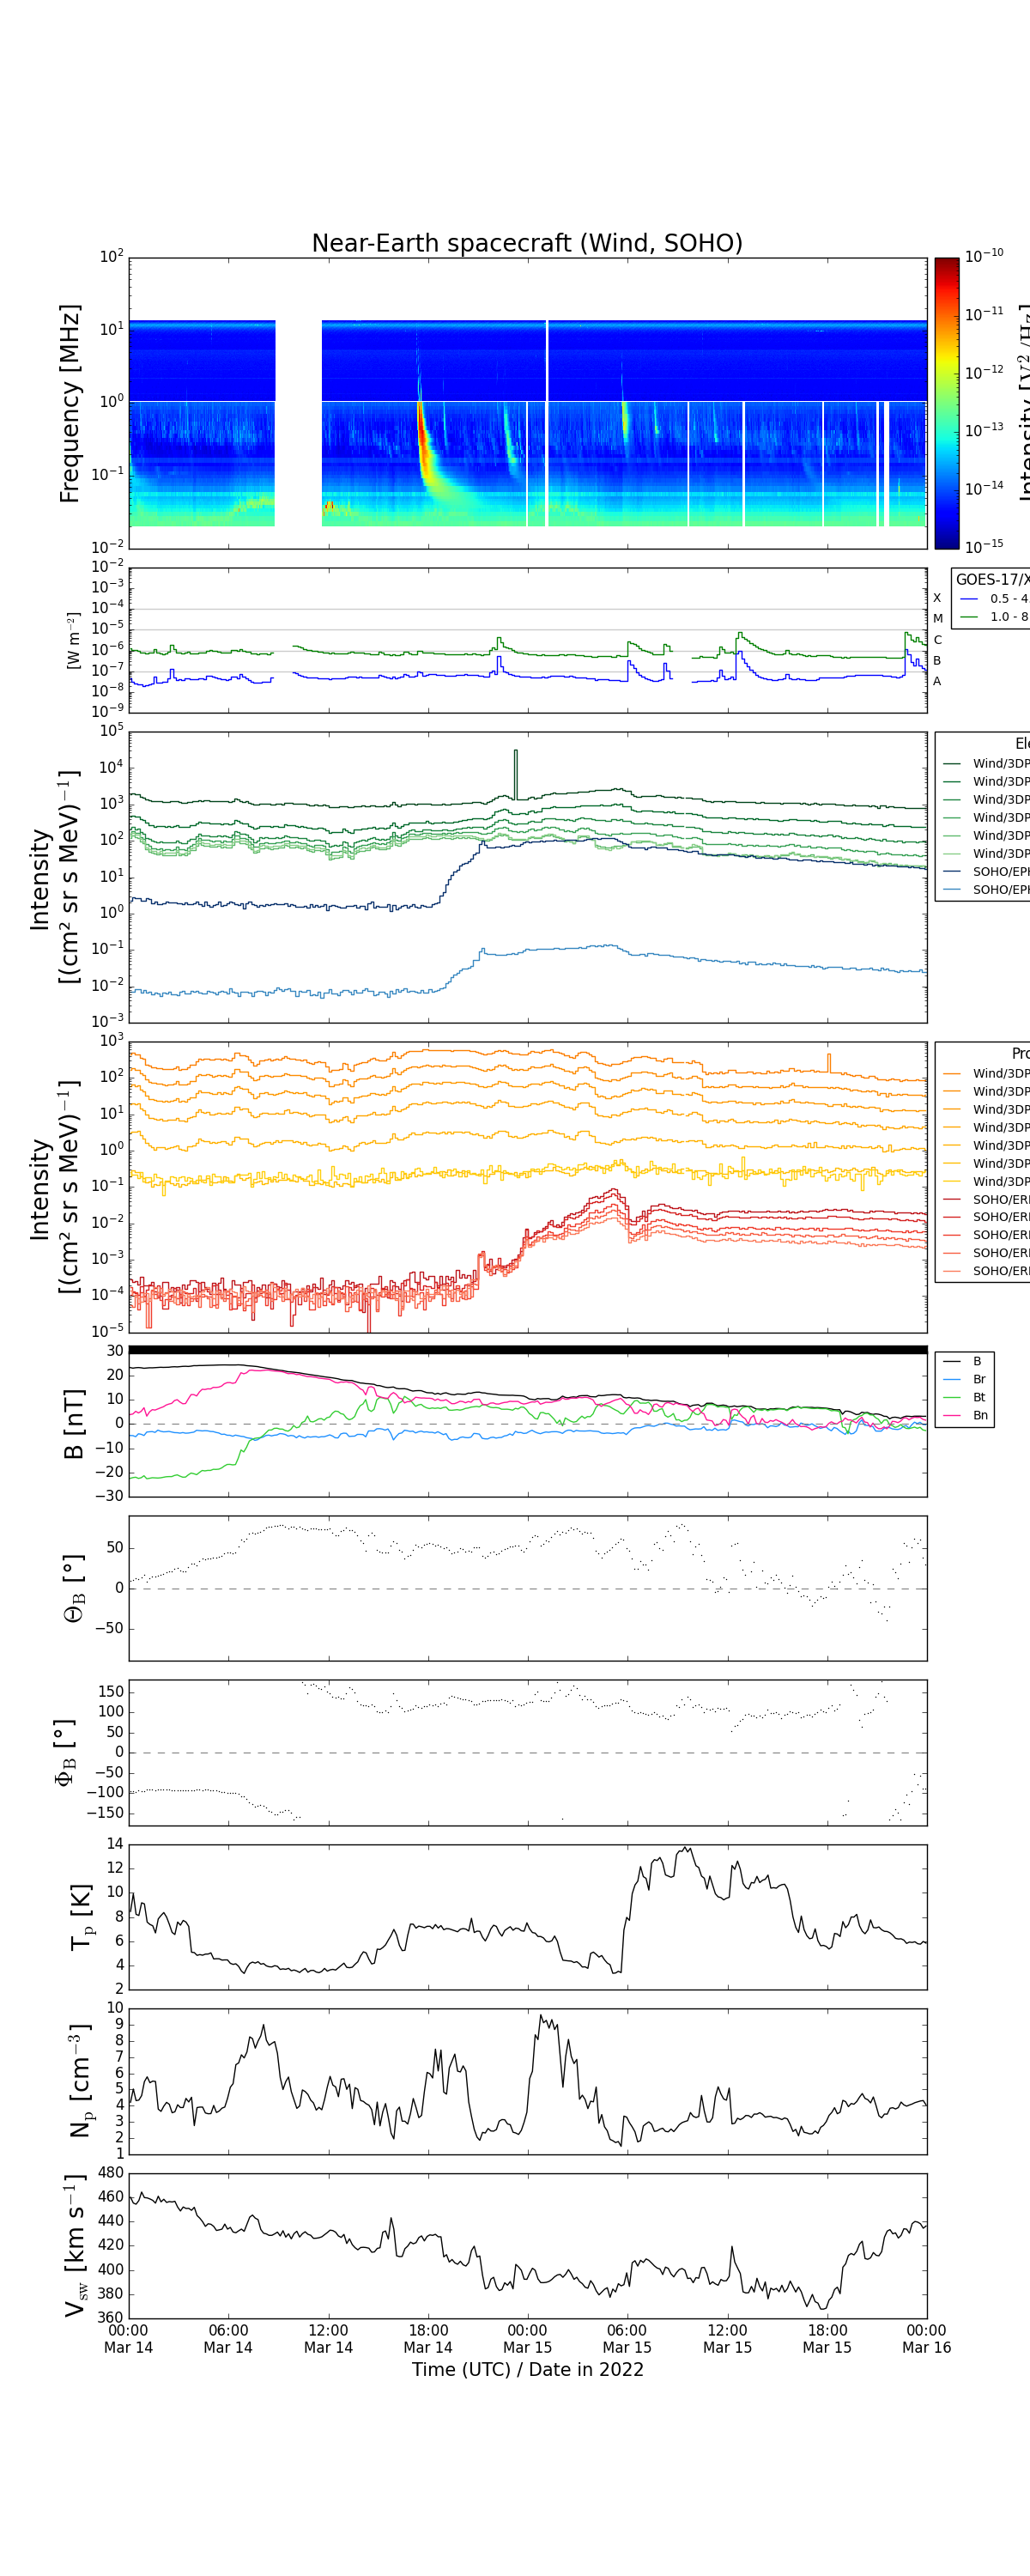 Near-Earth spacecraft (Wind, SOHO)
Frequency [MHz]
10² 10¹ 10⁰ 10⁻¹ 10⁻²
10⁻¹⁰ 10⁻¹¹ 10⁻¹² 10⁻¹³ 10⁻¹⁴ 10⁻¹⁵
Intensity [V²/Hz]
[W m⁻²]
10⁻² 10⁻³ 10⁻⁴ 10⁻⁵ 10⁻⁶ 10⁻⁷ 10⁻⁸ 10⁻⁹
X
M
C
B
A
GOES-17/X
0.5 - 4.
1.0 - 8
Intensity
[(cm² sr s MeV)⁻¹]
10⁵ 10⁴ 10³ 10² 10¹ 10⁰ 10⁻¹ 10⁻² 10⁻³
Ele
Wind/3DP
Wind/3DP
Wind/3DP
Wind/3DP
Wind/3DP
Wind/3DP
SOHO/EPH
SOHO/EPH
Intensity
[(cm² sr s MeV)⁻¹]
10³ 10² 10¹ 10⁰ 10⁻¹ 10⁻² 10⁻³ 10⁻⁴ 10⁻⁵
Pro
Wind/3DP
Wind/3DP
Wind/3DP
Wind/3DP
Wind/3DP
Wind/3DP
Wind/3DP
SOHO/ERN
SOHO/ERN
SOHO/ERN
SOHO/ERN
SOHO/ERN
B [nT]
30 20 10 0 −10 −20 −30
B
Br
Bt
Bn
Θ_B [°]
50 0 −50
Φ_B [°]
150 100 50 0 −50 −100 −150
T_p [K]
14 12 10 8 6 4 2
N_p [cm⁻³]
10 9 8 7 6 5 4 3 2 1
V_sw [km s⁻¹]
480 460 440 420 400 380 360
00:00 06:00 12:00 18:00 00:00 06:00 12:00 18:00 00:00
Mar 14 Mar 14 Mar 14 Mar 14 Mar 15 Mar 15 Mar 15 Mar 15 Mar 16
Time (UTC) / Date in 2022